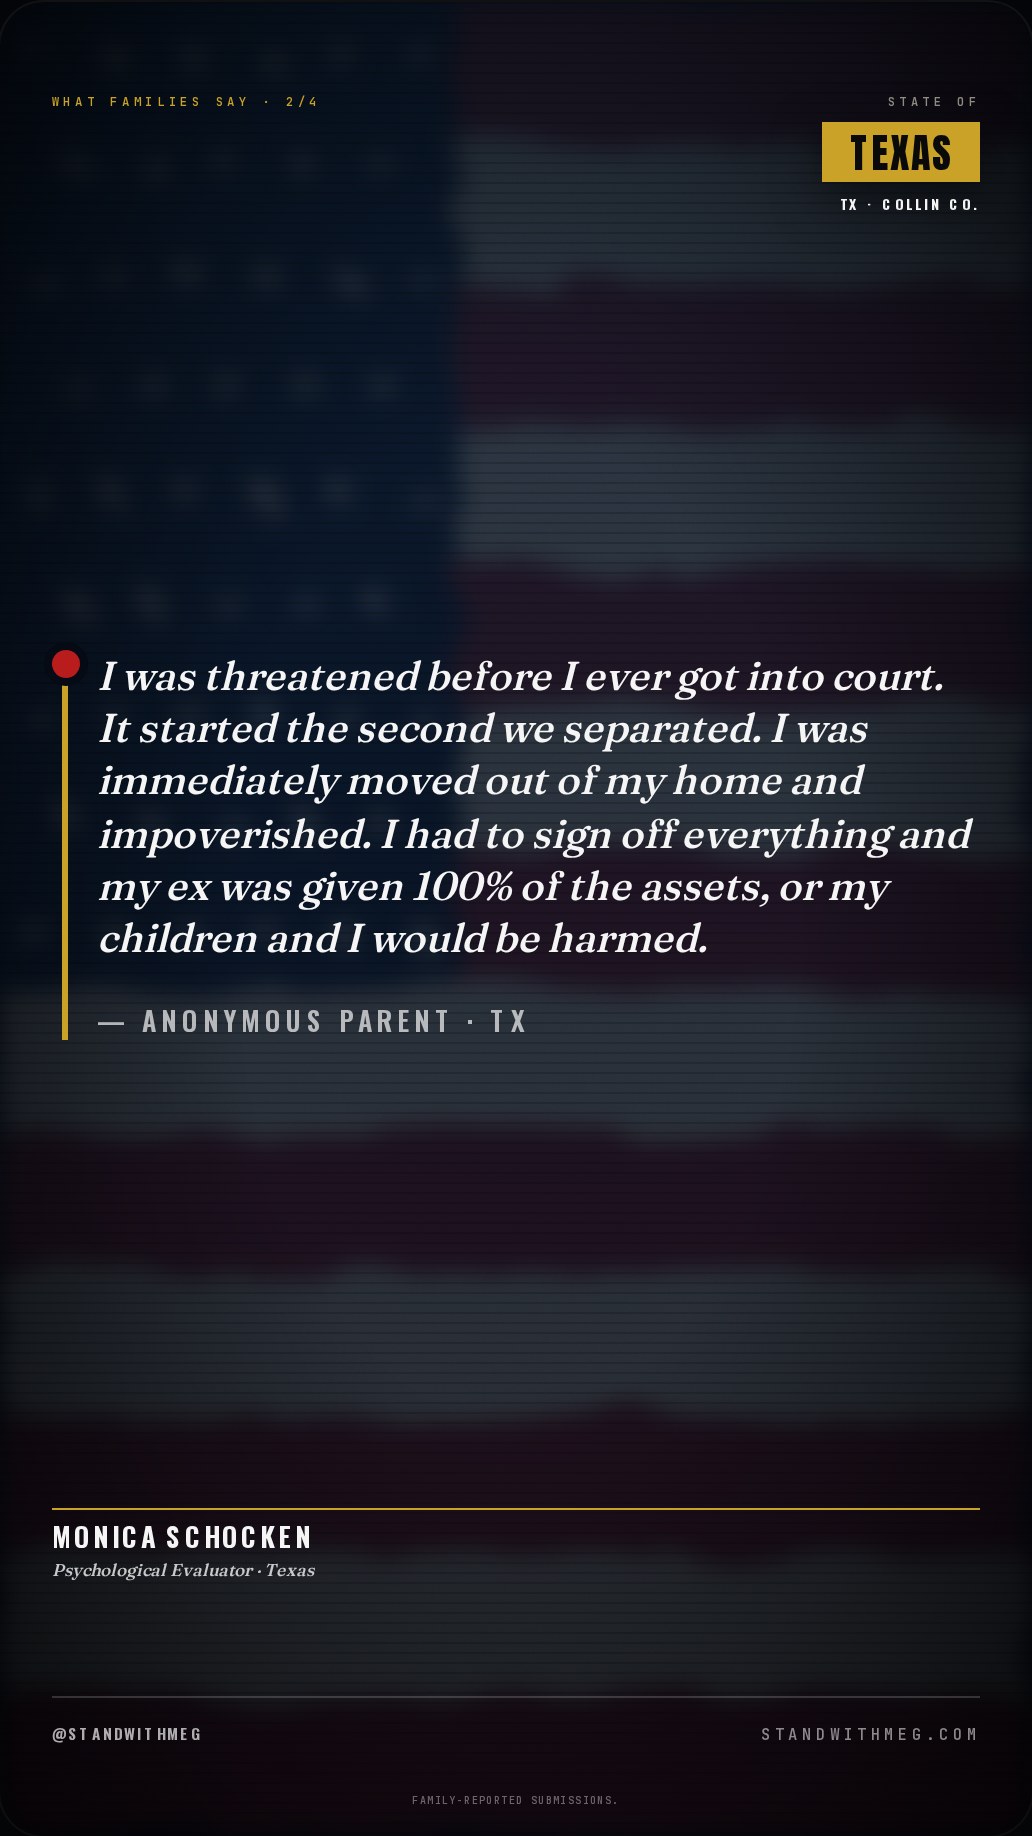 WHAT FAMILIES SAY · 2/4
STATE OF
TEXAS
TX · COLLIN CO.
I was threatened before I ever got into court.
It started the second we separated. I was
immediately moved out of my home and
impoverished. I had to sign off everything and
my ex was given 100% of the assets, or my
children and I would be harmed.
— ANONYMOUS PARENT · TX
MONICA SCHOCKEN
Psychological Evaluator · Texas
@STANDWITHMEG
STANDWITHMEG.COM
FAMILY-REPORTED SUBMISSIONS.